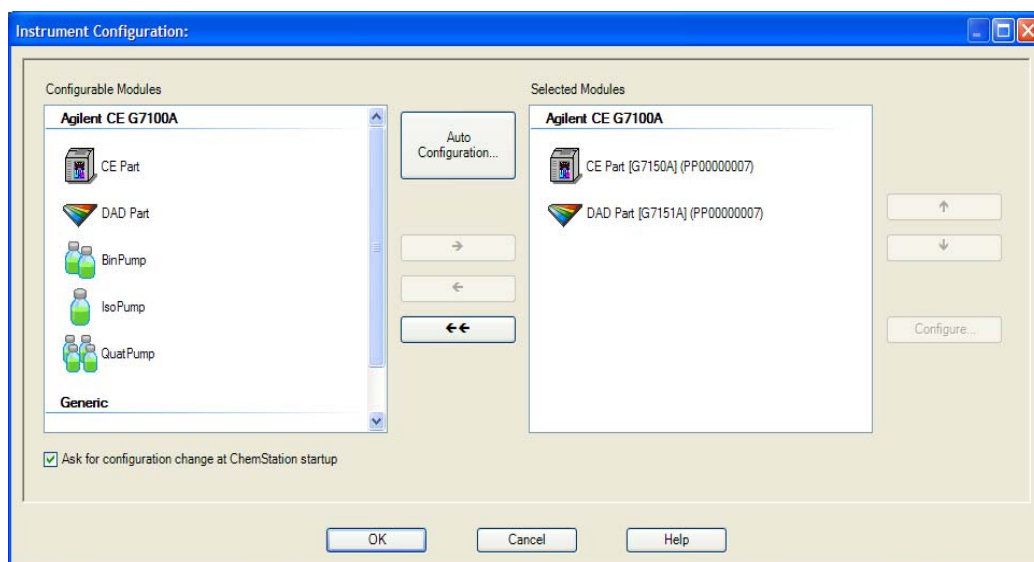 Instrument Configuration:
Configurable Modules
Agilent CE G7100A
CE Part
DAD Part
BinPump
IsoPump
QuatPump
Generic
Auto
Configuration...
Selected Modules
Agilent CE G7100A
CE Part [G7150A] (PP00000007)
DAD Part [G7151A] (PP00000007)
Configure...
Ask for configuration change at ChemStation startup
OK
Cancel
Help